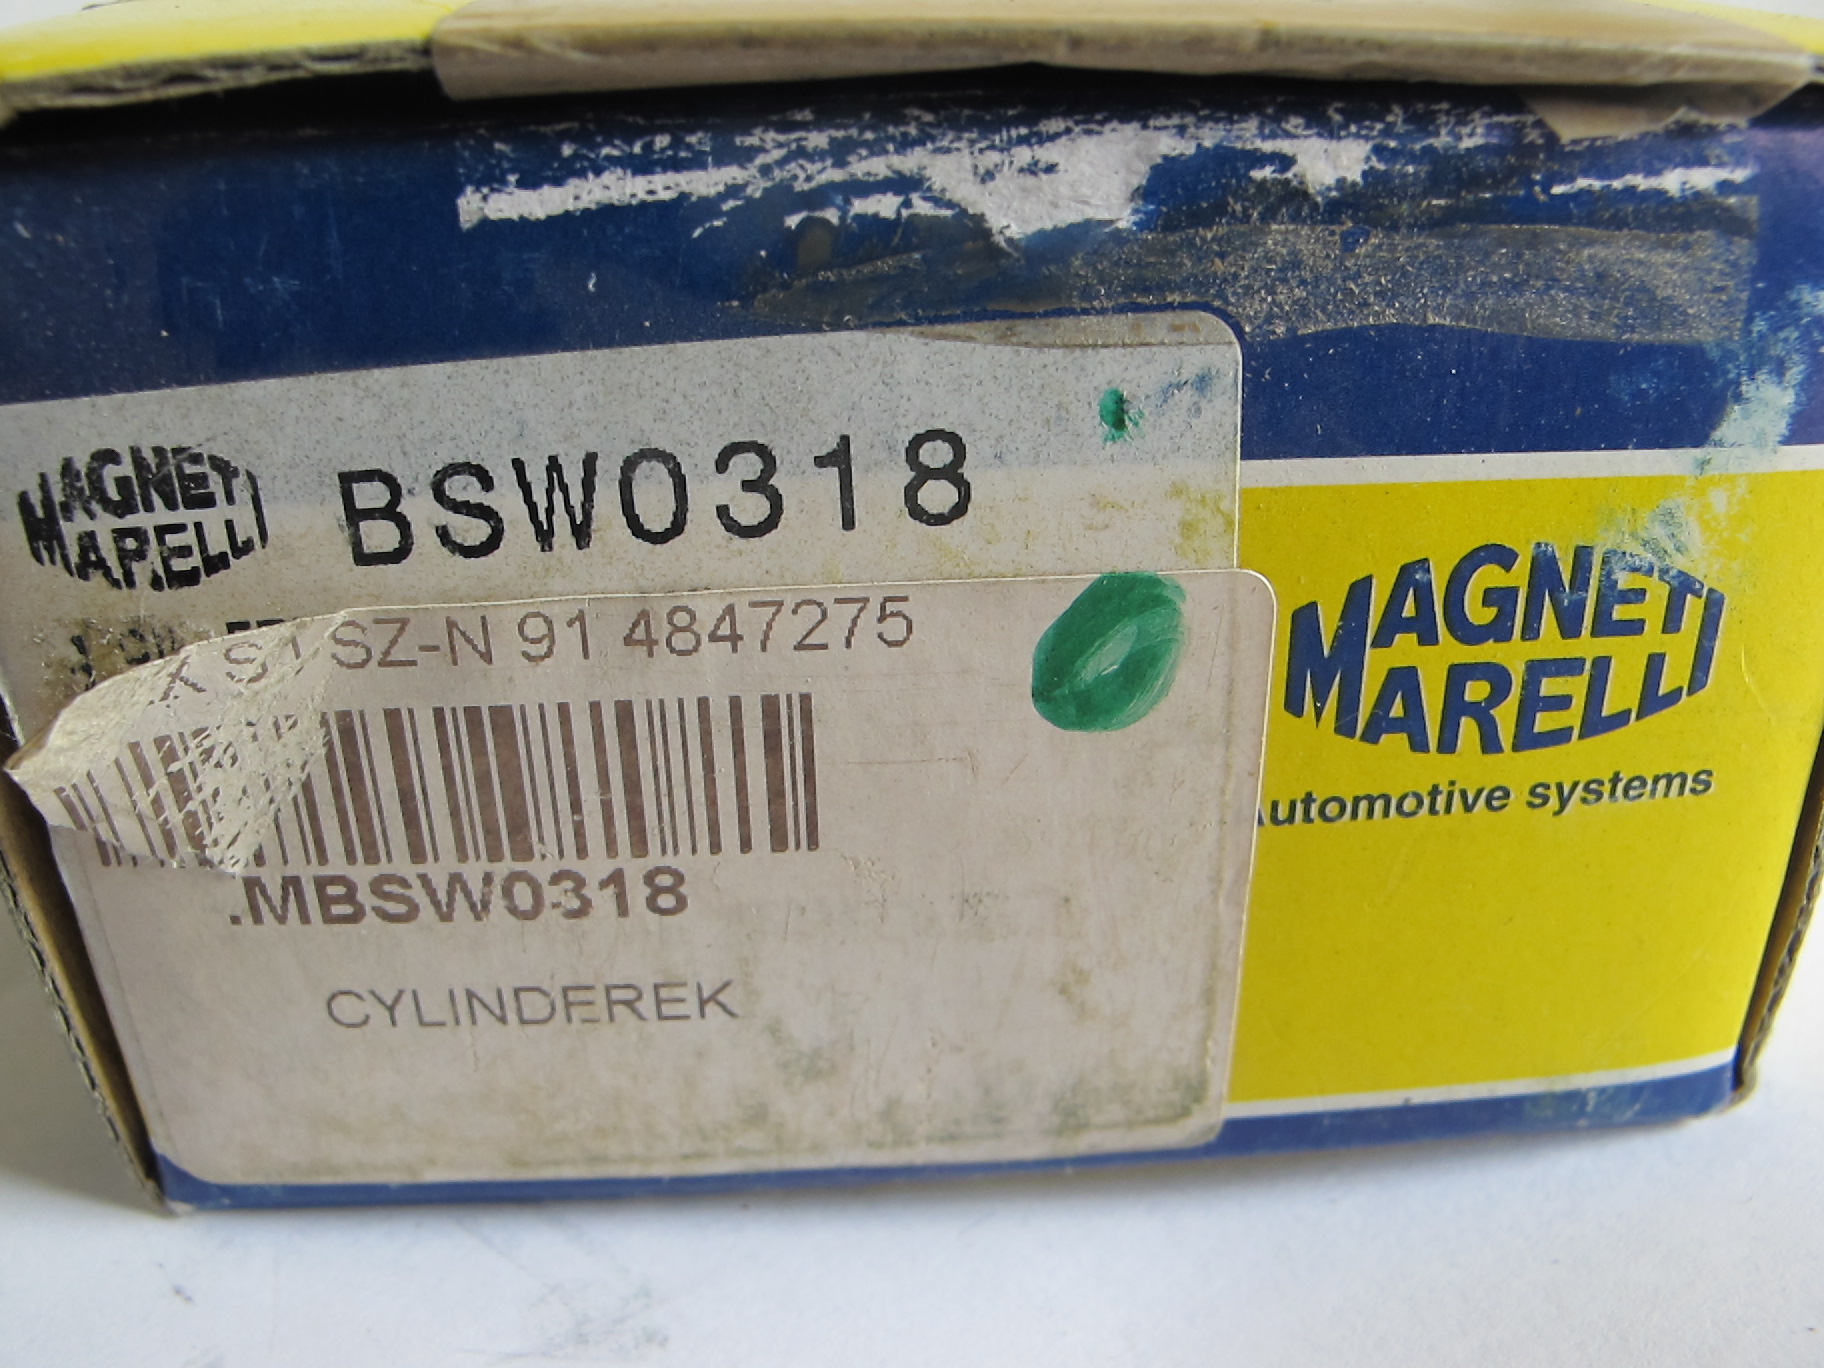 MAGNETI
MARELLI
BSW0318
SZ-N 91 4847275
.MBSW0318
CYLINDEREK
MAGNETI
MARELLI
Automotive systems